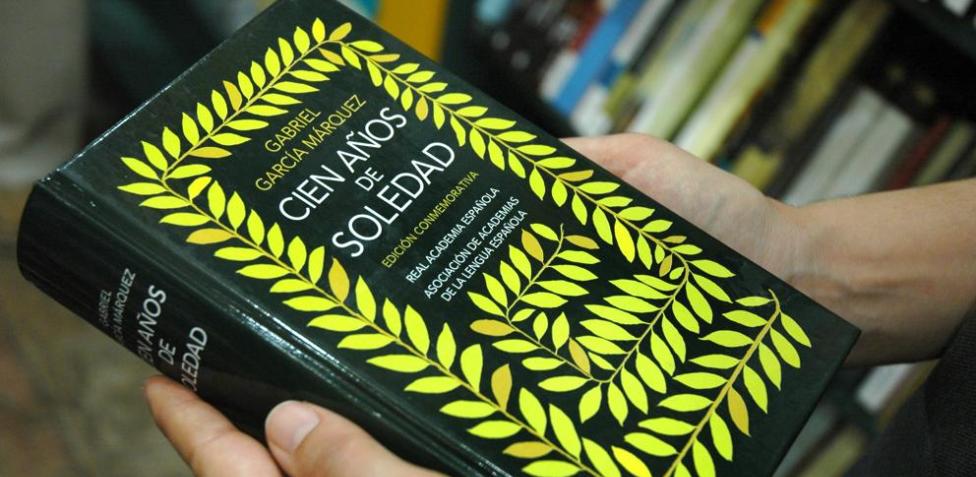 GABRIEL
GARCÍA MÁRQUEZ
CIEN AÑOS
DE
SOLEDAD
EDICIÓN CONMEMORATIVA
REAL ACADEMIA ESPAÑOLA
ASOCIACIÓN DE ACADEMIAS
DE LA LENGUA ESPAÑOLA
GABRIEL
MÁRQUEZ
AÑOS
DE